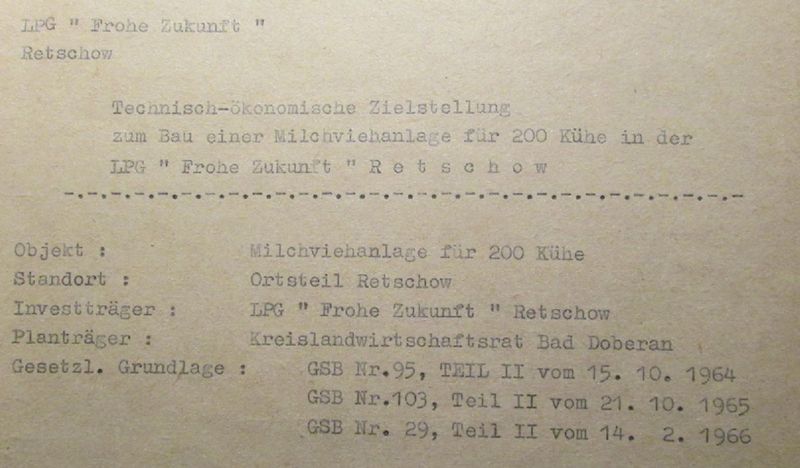 LPG " Frohe Zukunft "
Retschow
Technisch-ökonomische Zielstellung
zum Bau einer Milchviehanlage für 200 Kühe in der
LPG " Frohe Zukunft " R e t s c h o w
-.-.-.-.-.-.-.-.-.-.-.-.-.-.-.-.-.-.-.-.-.-.-.-.-.-.-
Objekt : Milchviehanlage für 200 Kühe
Standort : Ortsteil Retschow
Investträger : LPG " Frohe Zukunft " Retschow
Planträger : Kreislandwirtschaftsrat Bad Doberan
Gesetzl. Grundlage : GSB Nr.95, TEIL II vom 15. 10. 1964
GSB Nr.103, Teil II vom 21. 10. 1965
GSB Nr. 29, Teil II vom 14. 2. 1966